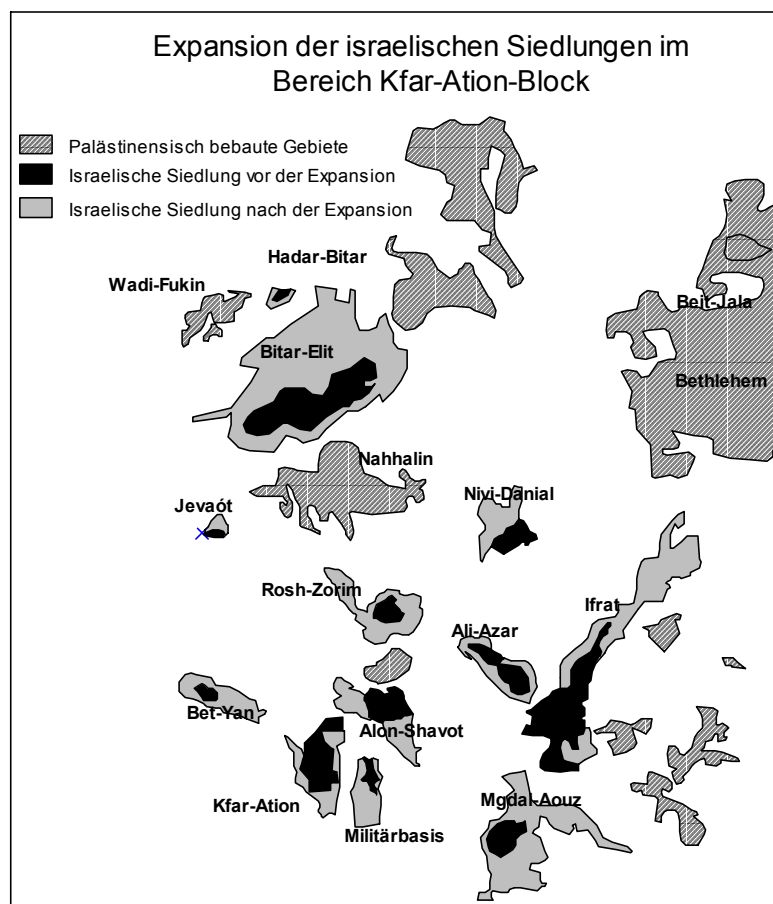 Expansion der israelischen Siedlungen im
Bereich Kfar-Ation-Block
Palästinensisch bebaute Gebiete
Israelische Siedlung vor der Expansion
Israelische Siedlung nach der Expansion
Hadar-Bitar
Wadi-Fukin
Beit-Jala
Bitar-Elit
Bethlehem
Nahhalin
Nivi-Danial
Jevaót
Rosh-Zorim
Ifrat
Ali-Azar
Bet-Yan
Alon-Shavot
Kfar-Ation
Mgdal-Aouz
Militärbasis